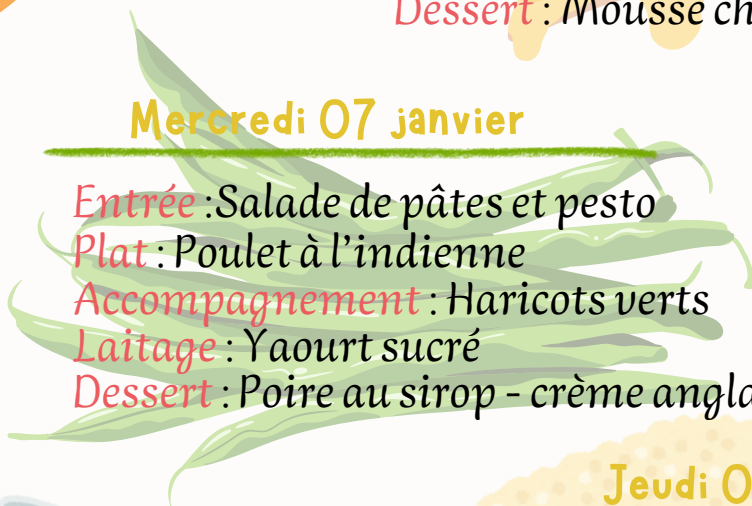 Dessert : Mousse ch
Mercredi 07 janvier
Entrée :Salade de pâtes et pesto
Plat : Poulet à l'indienne
Accompagnement : Haricots verts
Laitage : Yaourt sucré
Dessert : Poire au sirop - crème angla
Jeudi 0